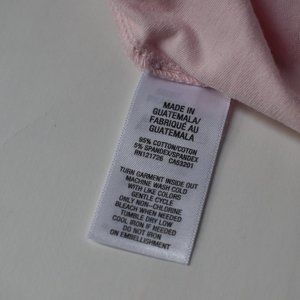 MADE IN
GUATEMALA/
FABRIQUÉ AU
GUATEMALA
95% COTTON/COTON
5% SPANDEX/SPANDEX
RN121726 CA53201
TURN GARMENT INSIDE OUT
MACHINE WASH COLD
WITH LIKE COLORS
GENTLE CYCLE
ONLY NON-CHLORINE
BLEACH WHEN NEEDED
TUMBLE DRY LOW
COOL IRON IF NEEDED
DO NOT IRON
ON EMBELLISHMENT